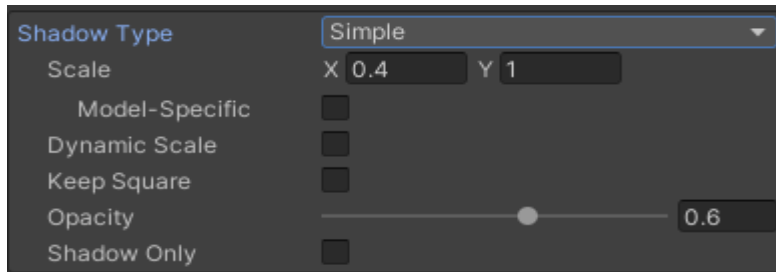 Shadow Type Simple
Scale X 0.4 Y 1
Model-Specific
Dynamic Scale
Keep Square
Opacity 0.6
Shadow Only